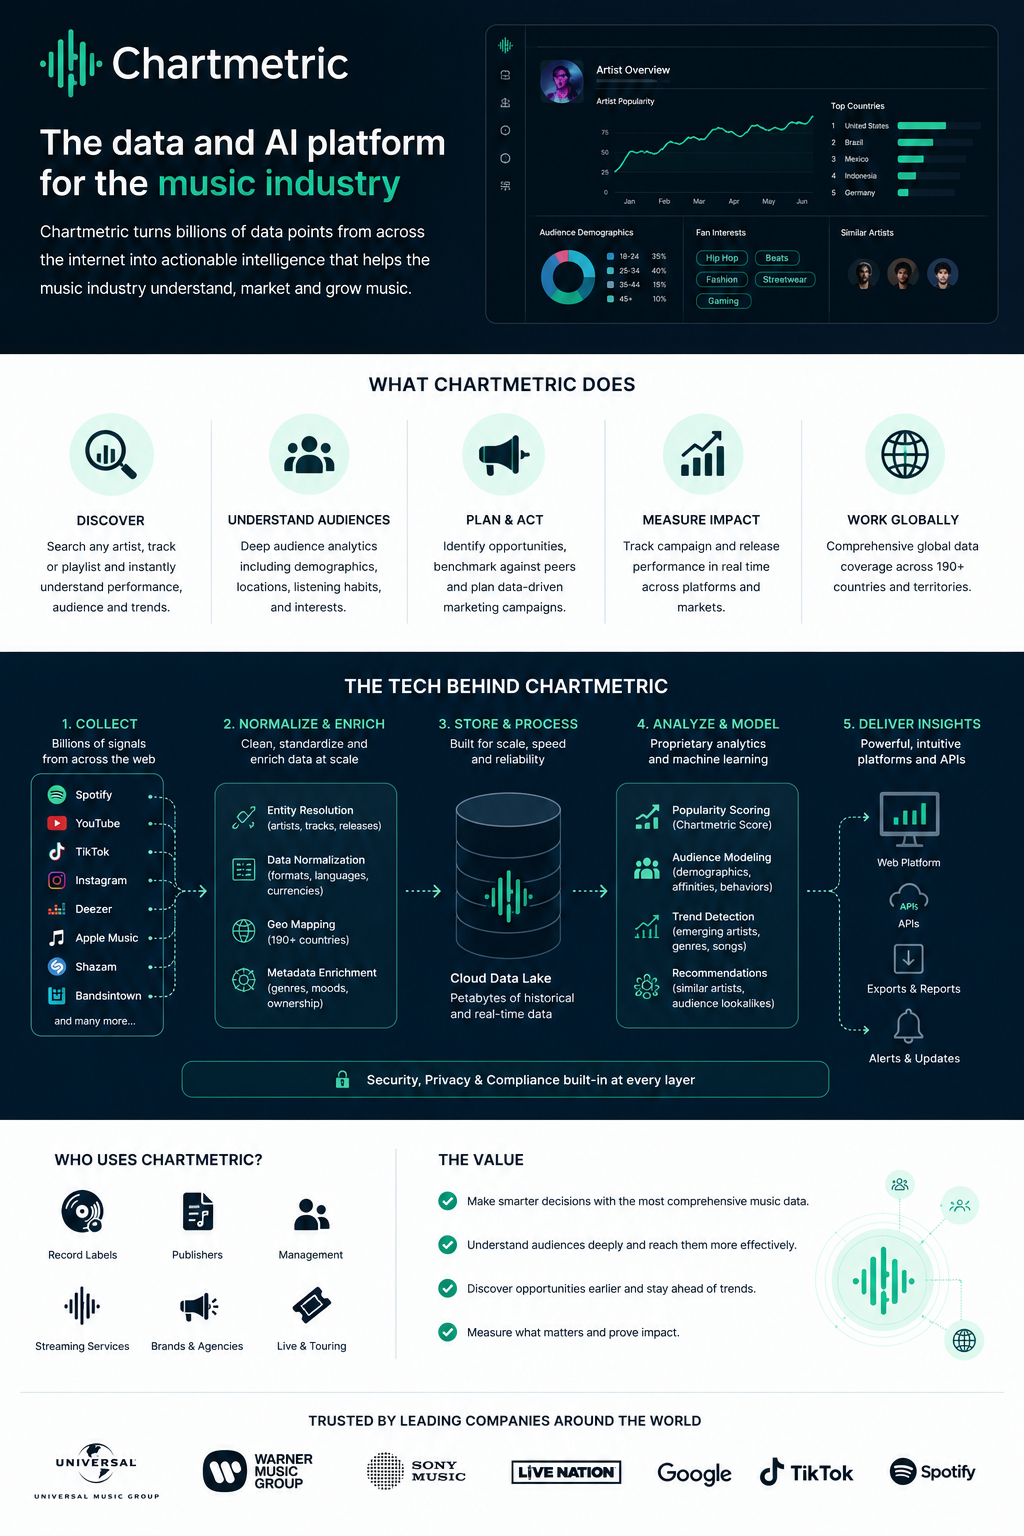 Chartmetric
The data and AI platform
for the music industry
Chartmetric turns billions of data points from across
the internet into actionable intelligence that helps the
music industry understand, market and grow music.
Artist Overview
Artist Popularity
75
50
25
0
Jan Feb Mar Apr May Jun
Top Countries
1 United States
2 Brazil
3 Mexico
4 Indonesia
5 Germany
Audience Demographics
18-24 35%
25-34 40%
35-44 15%
45+ 10%
Fan Interests
Hip Hop Beats
Fashion Streetwear
Gaming
Similar Artists
WHAT CHARTMETRIC DOES
DISCOVER
Search any artist, track
or playlist and instantly
understand performance,
audience and trends.
UNDERSTAND AUDIENCES
Deep audience analytics
including demographics,
locations, listening habits,
and interests.
PLAN & ACT
Identify opportunities,
benchmark against peers
and plan data-driven
marketing campaigns.
MEASURE IMPACT
Track campaign and release
performance in real time
across platforms and
markets.
WORK GLOBALLY
Comprehensive global data
coverage across 190+
countries and territories.
THE TECH BEHIND CHARTMETRIC
1. COLLECT
Billions of signals
from across the web
Spotify
YouTube
TikTok
Instagram
Deezer
Apple Music
Shazam
Bandsintown
and many more...
2. NORMALIZE & ENRICH
Clean, standardize and
enrich data at scale
Entity Resolution
(artists, tracks, releases)
Data Normalization
(formats, languages,
currencies)
Geo Mapping
(190+ countries)
Metadata Enrichment
(genres, moods,
ownership)
3. STORE & PROCESS
Built for scale, speed
and reliability
Cloud Data Lake
Petabytes of historical
and real-time data
4. ANALYZE & MODEL
Proprietary analytics
and machine learning
Popularity Scoring
(Chartmetric Score)
Audience Modeling
(demographics,
affinities, behaviors)
Trend Detection
(emerging artists,
genres, songs)
Recommendations
(similar artists,
audience lookalikes)
5. DELIVER INSIGHTS
Powerful, intuitive
platforms and APIs
Web Platform
APIs
APIs
Exports & Reports
Alerts & Updates
Security, Privacy & Compliance built-in at every layer
WHO USES CHARTMETRIC?
Record Labels
Publishers
Management
Streaming Services
Brands & Agencies
Live & Touring
THE VALUE
Make smarter decisions with the most comprehensive music data.
Understand audiences deeply and reach them more effectively.
Discover opportunities earlier and stay ahead of trends.
Measure what matters and prove impact.
TRUSTED BY LEADING COMPANIES AROUND THE WORLD
UNIVERSAL
UNIVERSAL MUSIC GROUP
WARNER
MUSIC
GROUP
SONY
MUSIC
LIVE NATION
Google
TikTok
Spotify